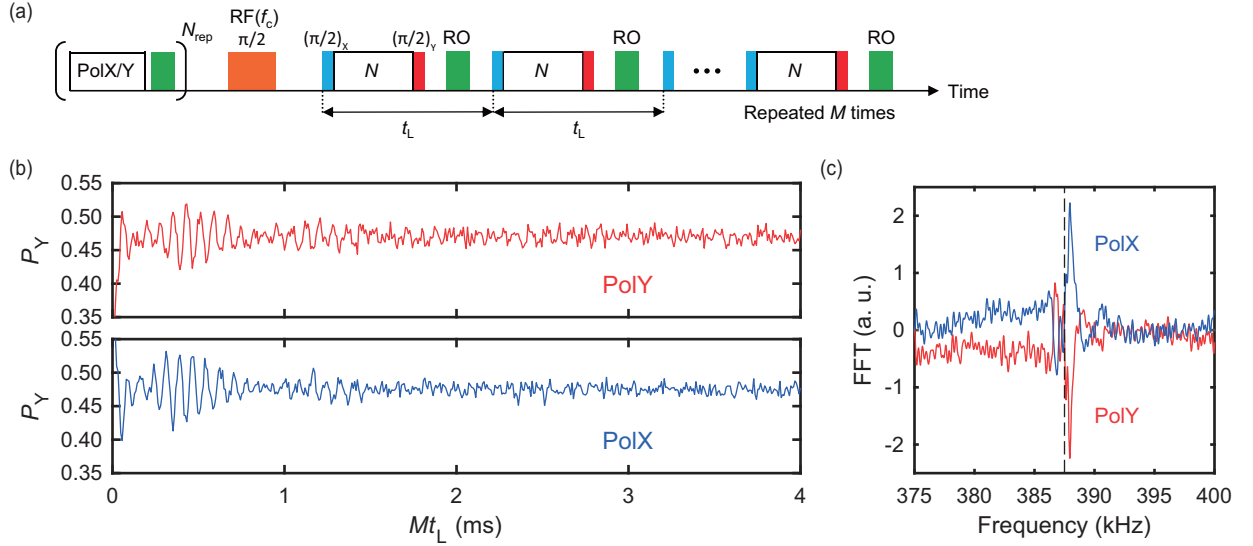 (a)
PolX/Y
N_rep
RF(f_c)
π/2
(π/2)_X
N
(π/2)_Y
RO
N
RO
•••
N
RO
Time
t_L
t_L
Repeated M times
(b)
0.55
0.50
0.45
0.40
0.35
P_Y
PolY
0.55
0.50
0.45
0.40
0.35
P_Y
PolX
0
1
2
3
4
Mt_L (ms)
(c)
2
1
0
-1
-2
FFT (a. u.)
PolX
PolY
375
380
385
390
395
400
Frequency (kHz)